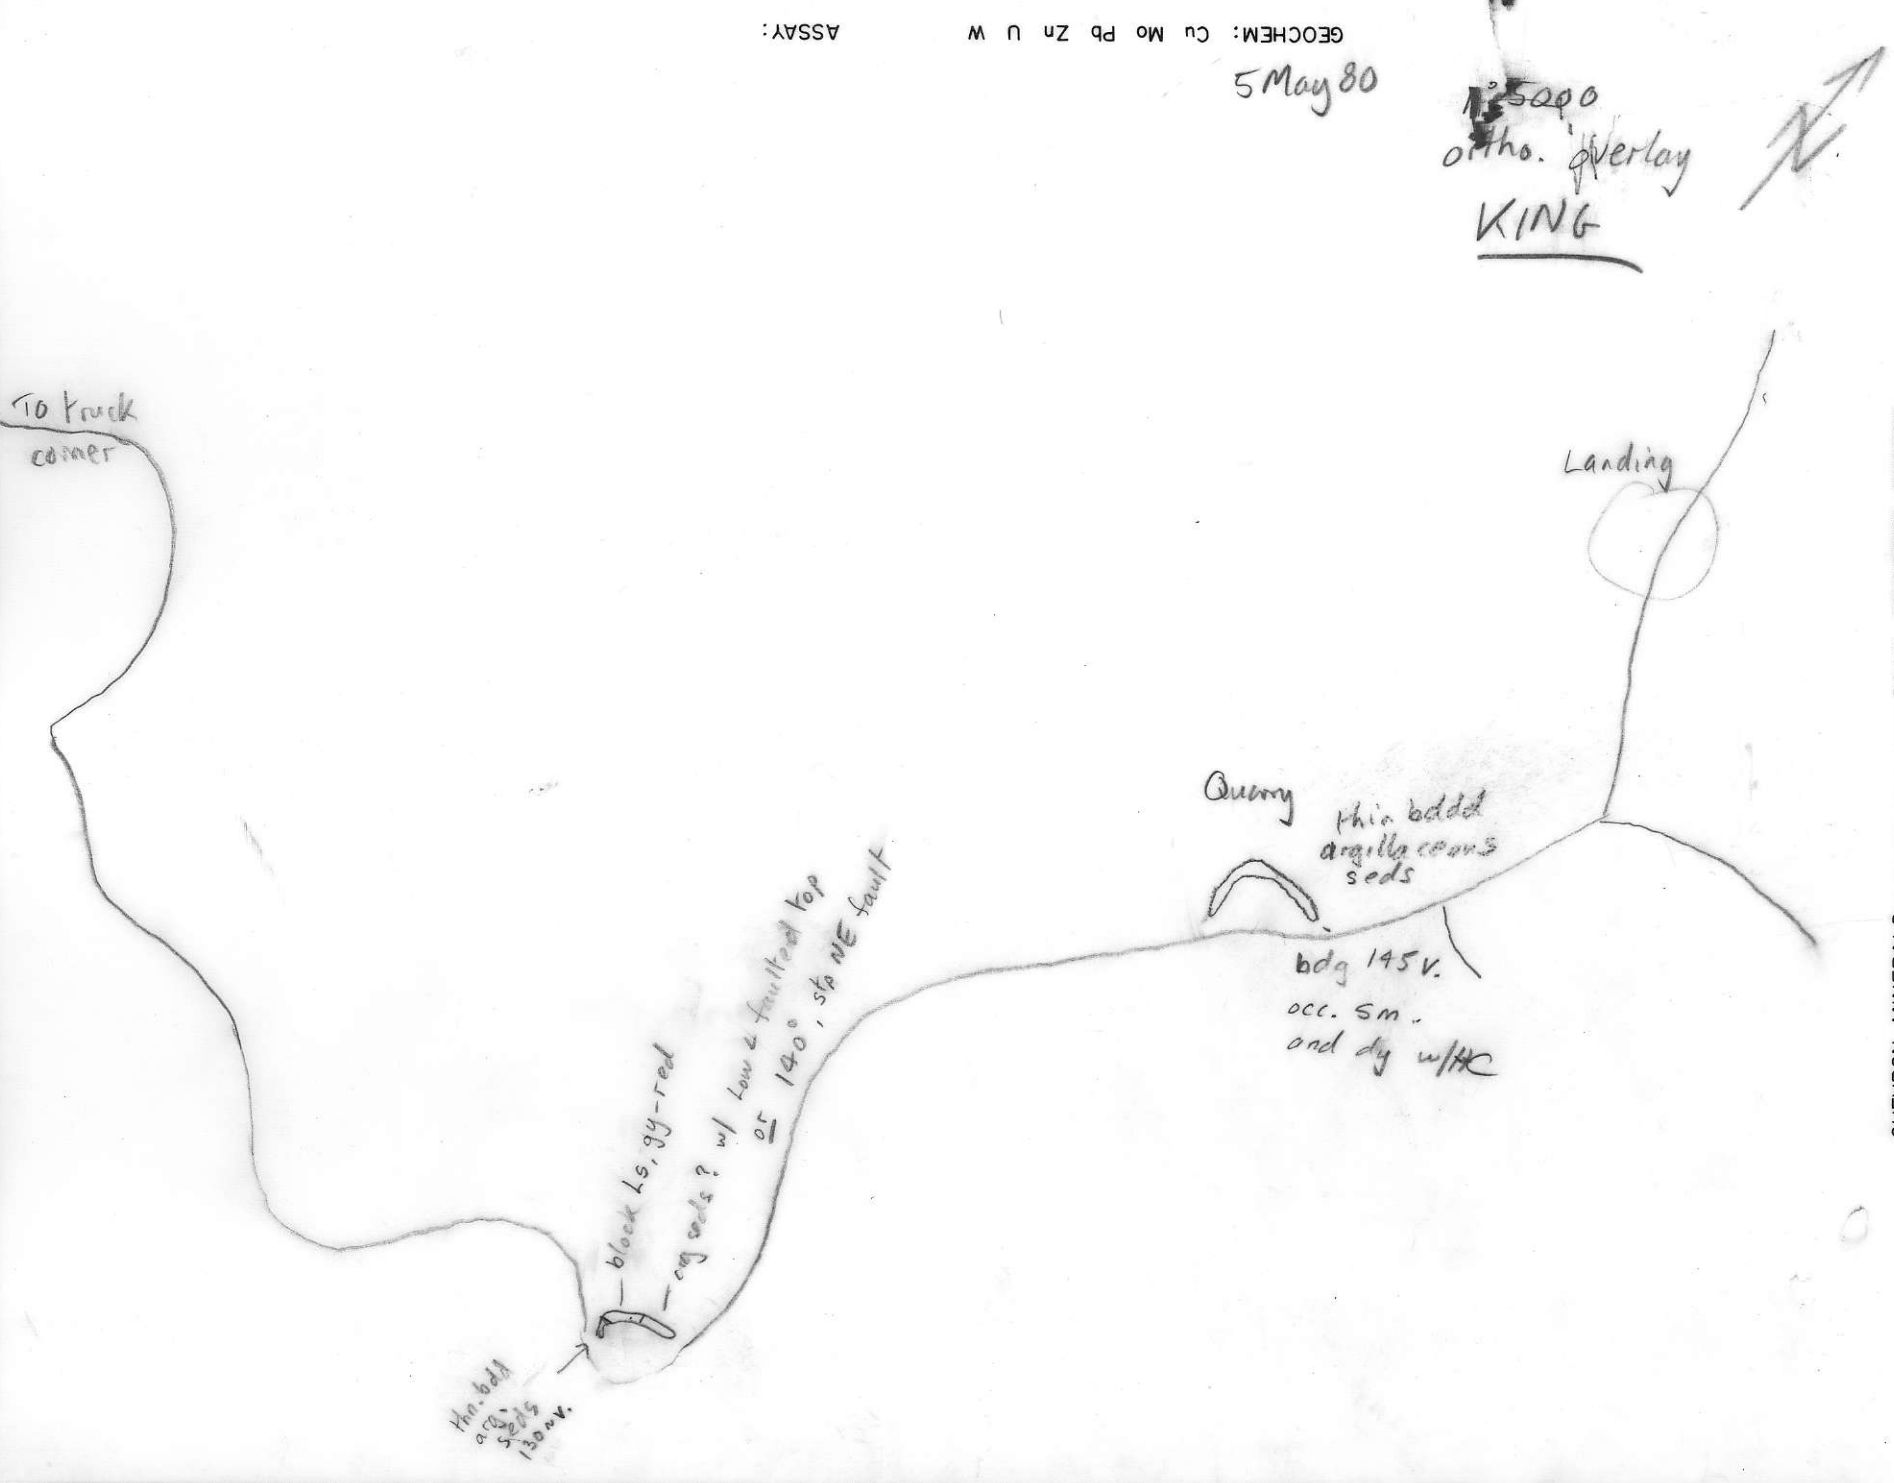 GEOCHEM: Cu Mo Pb Zn U W ASSAY:
5 May 80
5000
ortho. overlay
KING
N
To truck
corner
Landing
Quarry
thin bddd
argillaceous
seds
bdg 145 v.
occ. sm.
and dy w/HC
block Ls, gy-red
arg seds? w/ Low ∠ faulted top
or 140°, stp NE fault
thn. bdd
arg.
seds
130 ~ v.